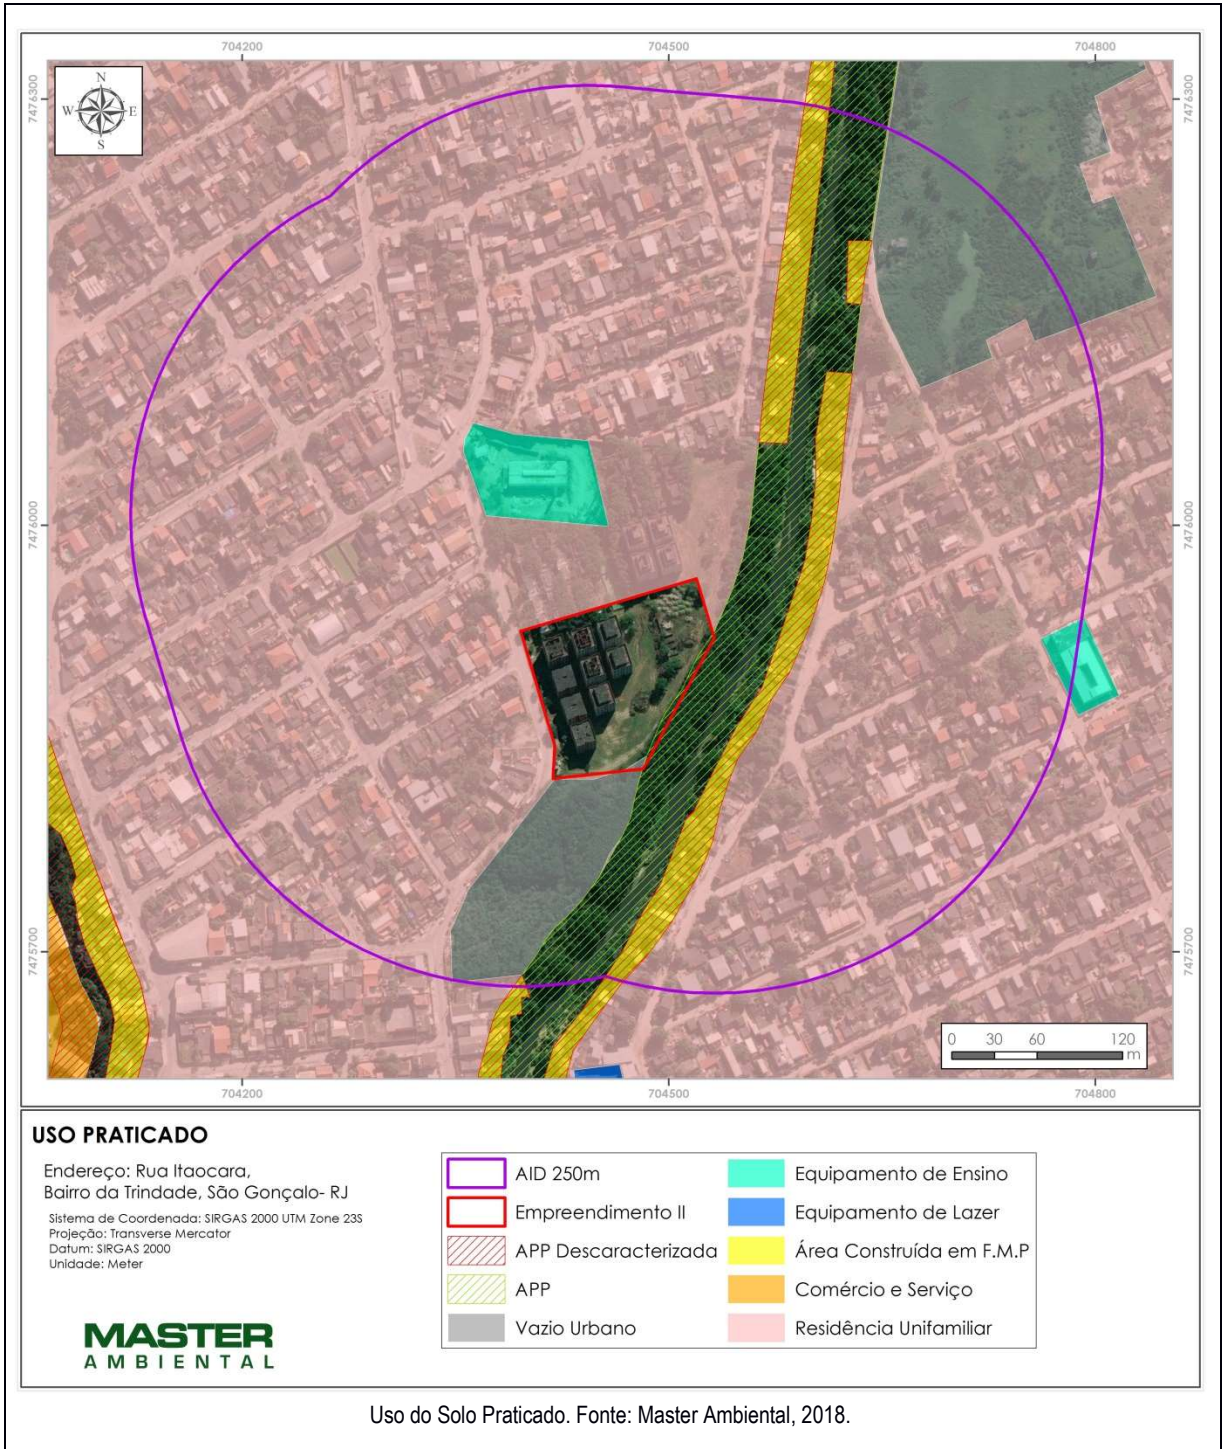 704200 704500 704800
N
W E
S
7476300 7476300
7476000 7476000
7475700 7475700
0 30 60 120
m
704200 704500 704800
USO PRATICADO
Endereço: Rua Itaocara,
Bairro da Trindade, São Gonçalo- RJ
Sistema de Coordenada: SIRGAS 2000 UTM Zone 23S
Projeção: Transverse Mercator
Datum: SIRGAS 2000
Unidade: Meter
MASTER
AMBIENTAL
AID 250m
Empreendimento II
APP Descaracterizada
APP
Vazio Urbano
Equipamento de Ensino
Equipamento de Lazer
Área Construída em F.M.P
Comércio e Serviço
Residência Unifamiliar
Uso do Solo Praticado. Fonte: Master Ambiental, 2018.